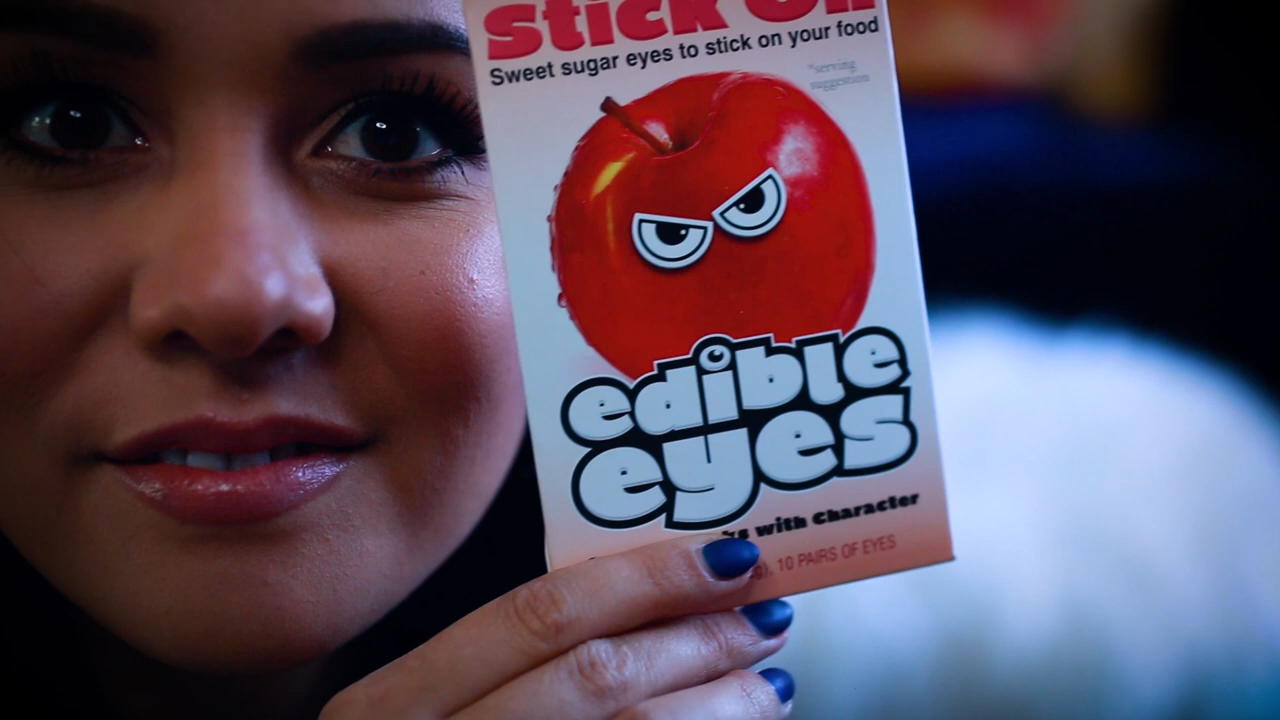 Stick On
Sweet sugar eyes to stick on your food
*serving
suggestion
edible
eyes
with Character
10 PAIRS OF EYES